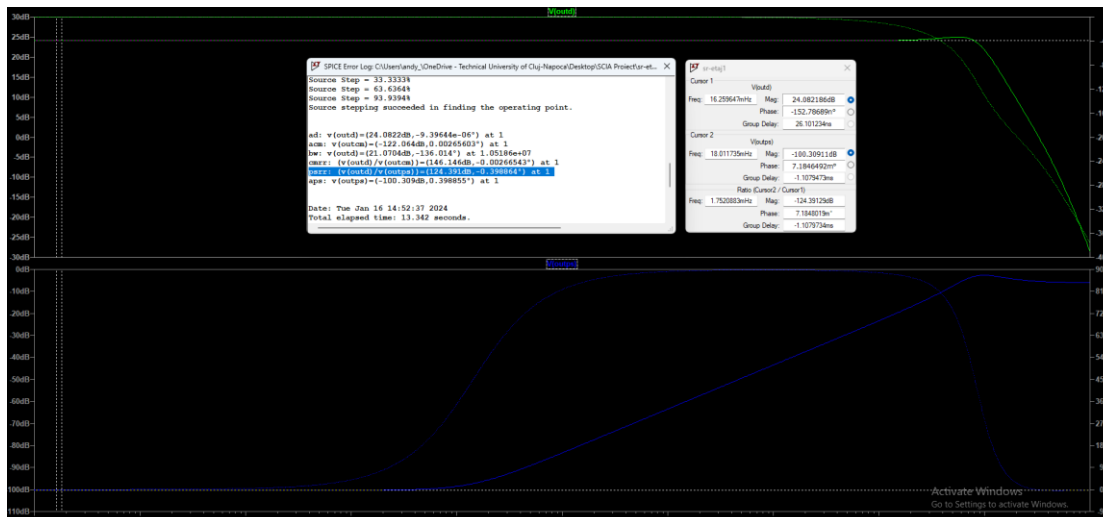 V(outd)
30dB
25dB
20dB
15dB
10dB
5dB
0dB
-5dB
-10dB
-15dB
-20dB
-25dB
-30dB
SPICE Error Log: C:\Users\andy_\OneDrive - Technical University of Cluj-Napoca\Desktop\SCIA Proiect\sr-et...
Source Step = 33.3333%
Source Step = 63.6364%
Source Step = 93.9394%
Source stepping succeeded in finding the operating point.
ad: v(outd)=(24.0822dB,-9.39644e-06°) at 1
acm: v(outcm)=(-122.064dB,0.00265603°) at 1
bw: v(outd)=(21.0704dB,-136.014°) at 1.05186e+07
cmrr: (v(outd)/v(outcm))=(146.146dB,-0.00266543°) at 1
psrr: (v(outd)/v(outps))=(124.391dB,-0.398864°) at 1
aps: v(outps)=(-100.309dB,0.398855°) at 1
Date: Tue Jan 16 14:52:37 2024
Total elapsed time: 13.342 seconds.
sr-etaj1
Cursor 1
V(outd)
Freq: 16.259647mHz Mag: 24.082186dB
Phase: -152.78689n°
Group Delay: 26.101234ns
Cursor 2
V(outps)
Freq: 18.011735mHz Mag: -100.30911dB
Phase: 7.1846492m°
Group Delay: -1.1079473ms
Ratio (Cursor2 / Cursor1)
Freq: 1.7520883mHz Mag: -124.39129dB
Phase: 7.1848019m°
Group Delay: -1.1079734ms
0dB
-10dB
-20dB
-30dB
-40dB
-50dB
-60dB
-70dB
-80dB
-90dB
100dB
110dB
90
81
72
63
54
45
36
27
18
9
0
Activate Windows
Go to Settings to activate Windows.